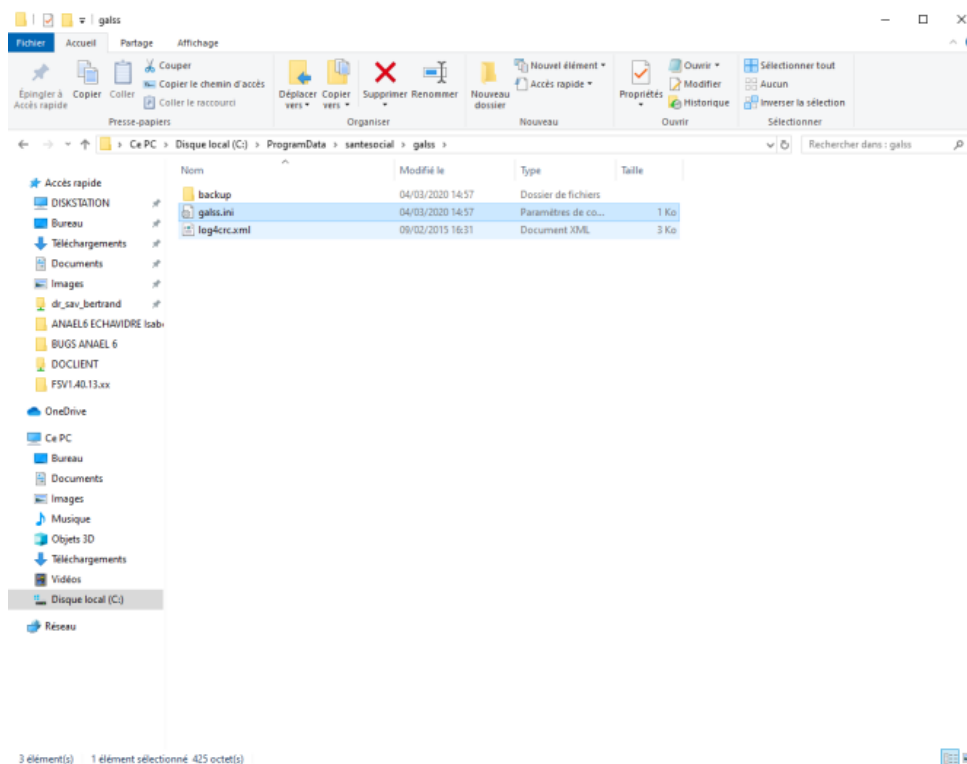 galss
Fichier Accueil Partage Affichage
Épingler à Accès rapide
Copier
Coller
Couper
Copier le chemin d'accès
Coller le raccourci
Presse-papiers
Déplacer vers
Copier vers
Supprimer
Renommer
Organiser
Nouveau dossier
Nouvel élément
Accès rapide
Nouveau
Propriétés
Ouvrir
Modifier
Historique
Ouvrir
Sélectionner tout
Aucun
Inverser la sélection
Sélectionner
Ce PC > Disque local (C:) > ProgramData > santesocial > galss >
Rechercher dans : galss
Nom Modifié le Type Taille
backup 04/03/2020 14:57 Dossier de fichiers
galss.ini 04/03/2020 14:57 Paramètres de co... 1 Ko
log4crc.xml 09/02/2015 16:31 Document XML 3 Ko
Accès rapide
DISKSTATION
Bureau
Téléchargements
Documents
Images
dr_sav_bertrand
ANAEL6 ECHAVIDRE Isab
BUGS ANAEL 6
DOCLIENT
FSV1.40.13.xx
OneDrive
Ce PC
Bureau
Documents
Images
Musique
Objets 3D
Téléchargements
Vidéos
Disque local (C:)
Réseau
3 élément(s) 1 élément sélectionné 425 octet(s)